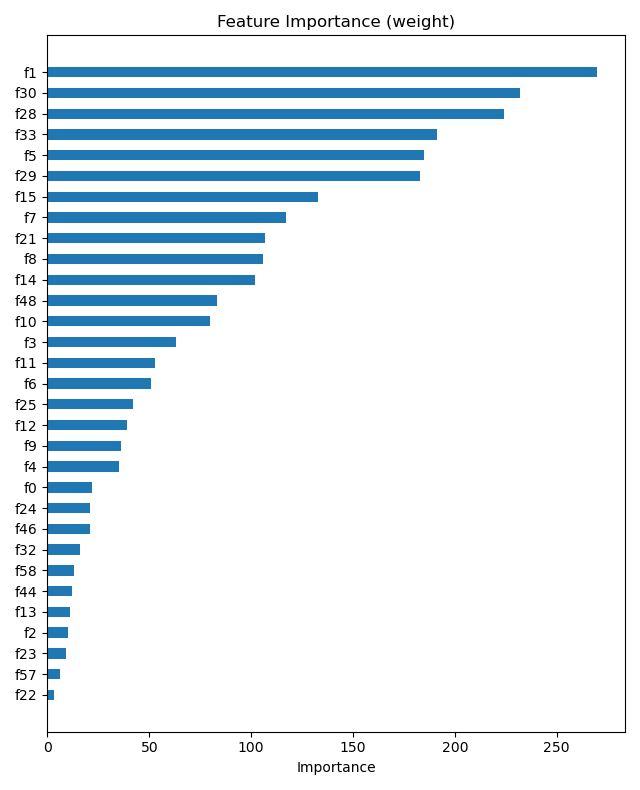 Feature Importance (weight)
f1
f30
f28
f33
f5
f29
f15
f7
f21
f8
f14
f48
f10
f3
f11
f6
f25
f12
f9
f4
f0
f24
f46
f32
f58
f44
f13
f2
f23
f57
f22
0 50 100 150 200 250
Importance